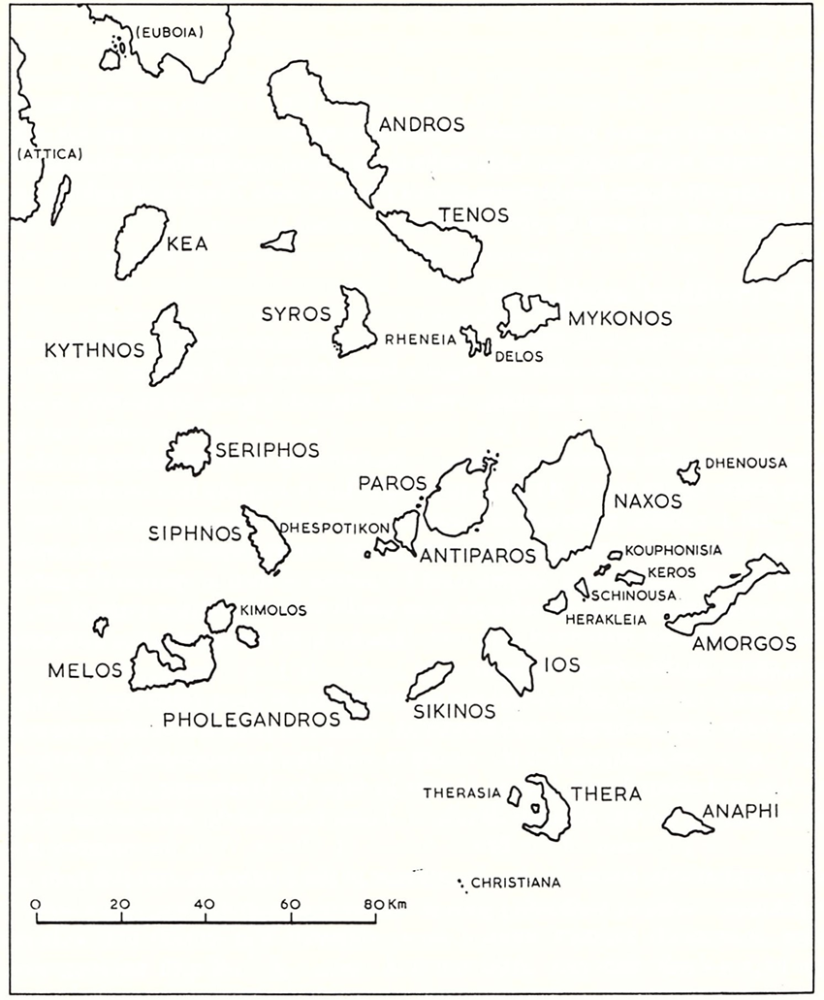 (EUBOIA)
ANDROS
(ATTICA)
TENOS
KEA
SYROS
MYKONOS
RHENEIA
KYTHNOS
DELOS
SERIPHOS
DHENOUSA
PAROS
NAXOS
DHESPOTIKON
SIPHNOS
KOUPHONISIA
ANTIPAROS
KEROS
SCHINOUSA
KIMOLOS
HERAKLEIA
AMORGOS
MELOS
IOS
SIKINOS
PHOLEGANDROS
THERASIA
THERA
ANAPHI
CHRISTIANA
0 20 40 60 80 Km